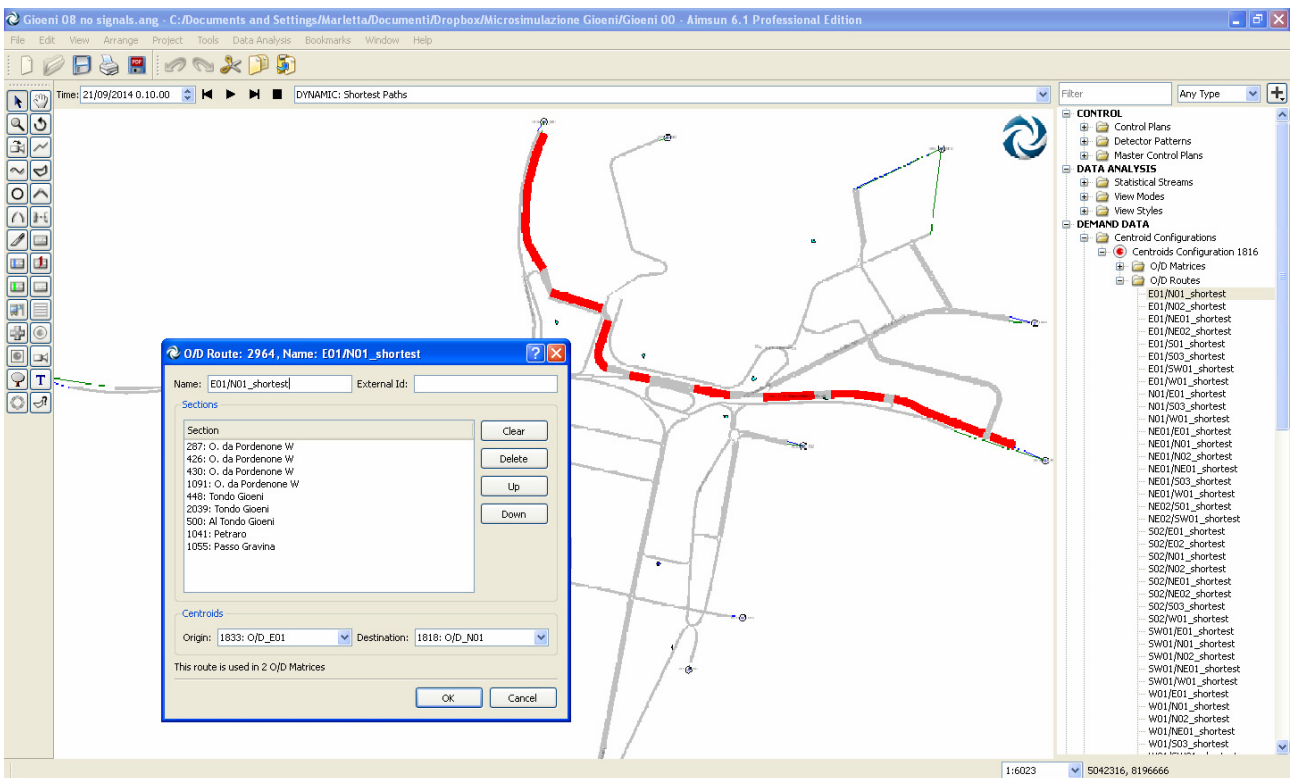 Gioeni 08 no signals.ang - C:/Documents and Settings/Marletta/Documenti/Dropbox/Microsimulazione Gioeni/Gioeni 00 - Aimsun 6.1 Professional Edition
File Edit View Arrange Project Tools Data Analysis Bookmarks Window Help
Time: 21/09/2014 0.10.00
DYNAMIC: Shortest Paths
O/D Route: 2964, Name: E01/N01_shortest
Name: E01/N01_shortest External Id:
Sections
Section
287: O. da Pordenone W
426: O. da Pordenone W
430: O. da Pordenone W
1091: O. da Pordenone W
448: Tondo Gioeni
2039: Tondo Gioeni
500: Al Tondo Gioeni
1041: Petraro
1055: Passo Gravina
Clear
Delete
Up
Down
Centroids
Origin: 1833: O/D_E01 Destination: 1818: O/D_N01
This route is used in 2 O/D Matrices
OK Cancel
Filter Any Type
CONTROL
Control Plans
Detector Patterns
Master Control Plans
DATA ANALYSIS
Statistical Streams
View Modes
View Styles
DEMAND DATA
Centroid Configurations
Centroids Configuration 1816
O/D Matrices
O/D Routes
E01/N01_shortest
E01/N02_shortest
E01/NE01_shortest
E01/NE02_shortest
E01/S01_shortest
E01/S03_shortest
E01/SW01_shortest
E01/W01_shortest
N01/E01_shortest
N01/S03_shortest
N01/W01_shortest
NE01/E01_shortest
NE01/N01_shortest
NE01/N02_shortest
NE01/NE01_shortest
NE01/S03_shortest
NE01/W01_shortest
NE02/S01_shortest
NE02/SW01_shortest
S02/E01_shortest
S02/E02_shortest
S02/N01_shortest
S02/N02_shortest
S02/NE01_shortest
S02/NE02_shortest
S02/S03_shortest
S02/W01_shortest
SW01/E01_shortest
SW01/N01_shortest
SW01/N02_shortest
SW01/NE01_shortest
SW01/W01_shortest
W01/E01_shortest
W01/N01_shortest
W01/N02_shortest
W01/NE01_shortest
W01/S03_shortest
1:6023
5042316, 8196666